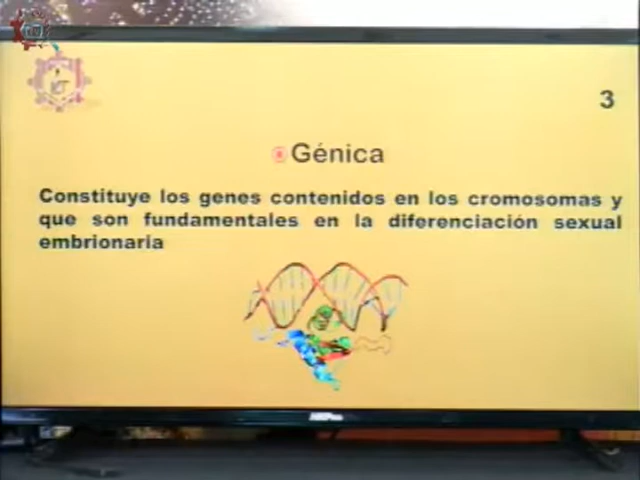 3
Génica
Constituye los genes contenidos en los cromosomas y
que son fundamentales en la diferenciación sexual
embrionaria